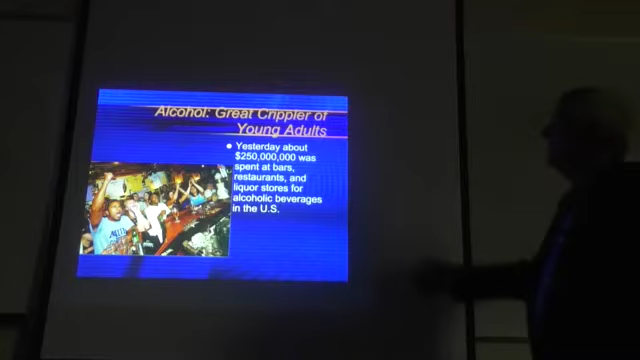 Alcohol: Great Crippler of
Young Adults
Yesterday about
$250,000,000 was
spent at bars,
restaurants, and
liquor stores for
alcoholic beverages
in the U.S.